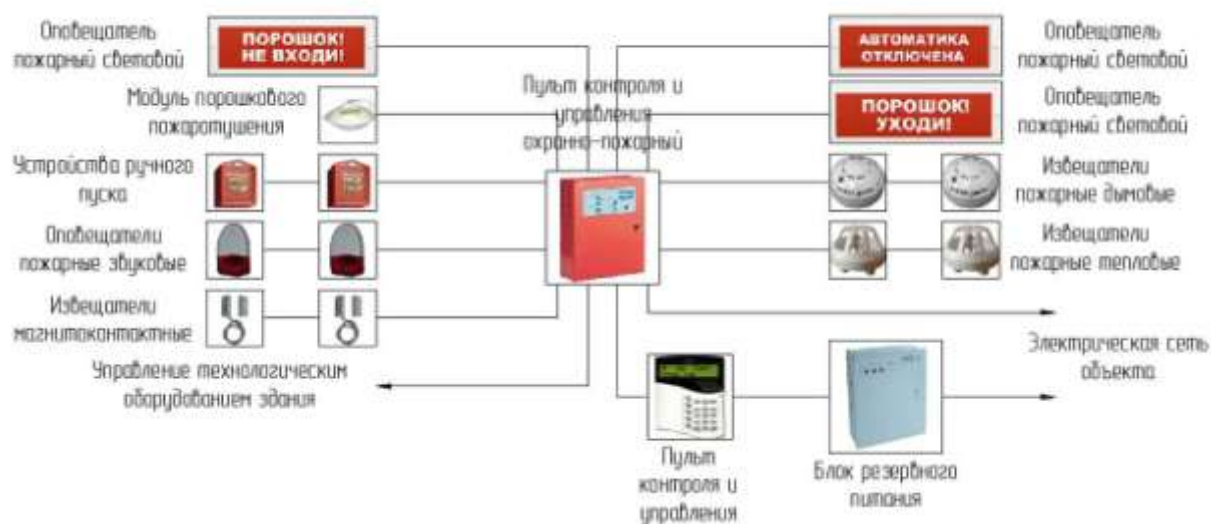 Оповещатель
пожарный световой
ПОРОШОК!
НЕ ВХОДИ!
Модуль порошкового
пожаротушения
Устройства ручного
пуска
Оповещатели
пожарные звуковые
Извещатели
магнитоконтактные
Управление технологическим
оборудованием здания
Пульт контроля и
управления
охранно-пожарный
АВТОМАТИКА
ОТКЛЮЧЕНА
Оповещатель
пожарный световой
ПОРОШОК!
УХОДИ!
Оповещатель
пожарный световой
Извещатели
пожарные дымовые
Извещатели
пожарные тепловые
Электрическая сеть
объекта
Пульт
контроля и
управления
Блок резервного
питания